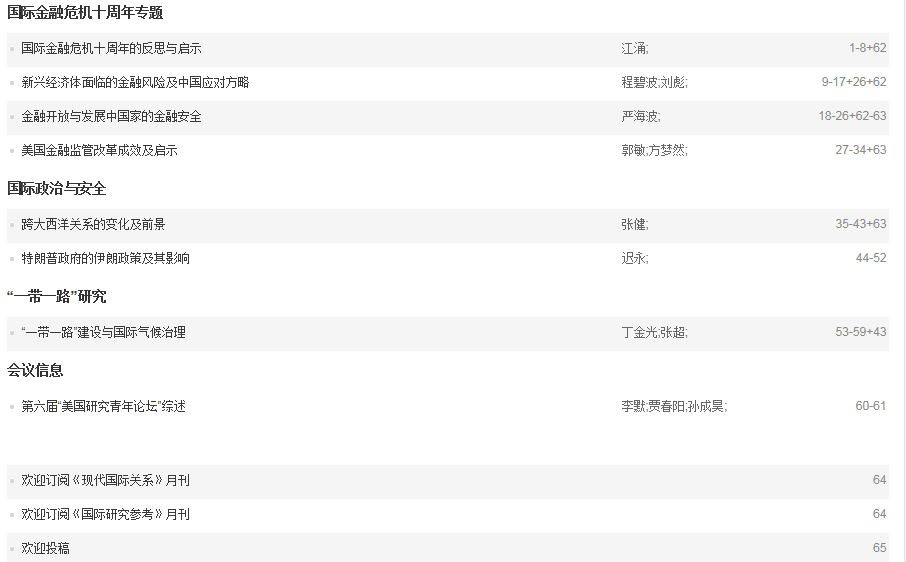 国际金融危机十周年专题
国际金融危机十周年的反思与启示 江涌; 1-8+62
新兴经济体面临的金融风险及中国应对方略 程碧波;刘彪; 9-17+26+62
金融开放与发展中国家的金融安全 严海波; 18-26+62-63
美国金融监管改革成效及启示 郭敏;方梦然; 27-34+63
国际政治与安全
跨大西洋关系的变化及前景 张健; 35-43+63
特朗普政府的伊朗政策及其影响 迟永; 44-52
“一带一路”研究
“一带一路”建设与国际气候治理 丁金光;张超; 53-59+43
会议信息
第六届“美国研究青年论坛”综述 李默;贾春阳;孙成昊; 60-61
欢迎订阅《现代国际关系》月刊 64
欢迎订阅《国际研究参考》月刊 64
欢迎投稿 65